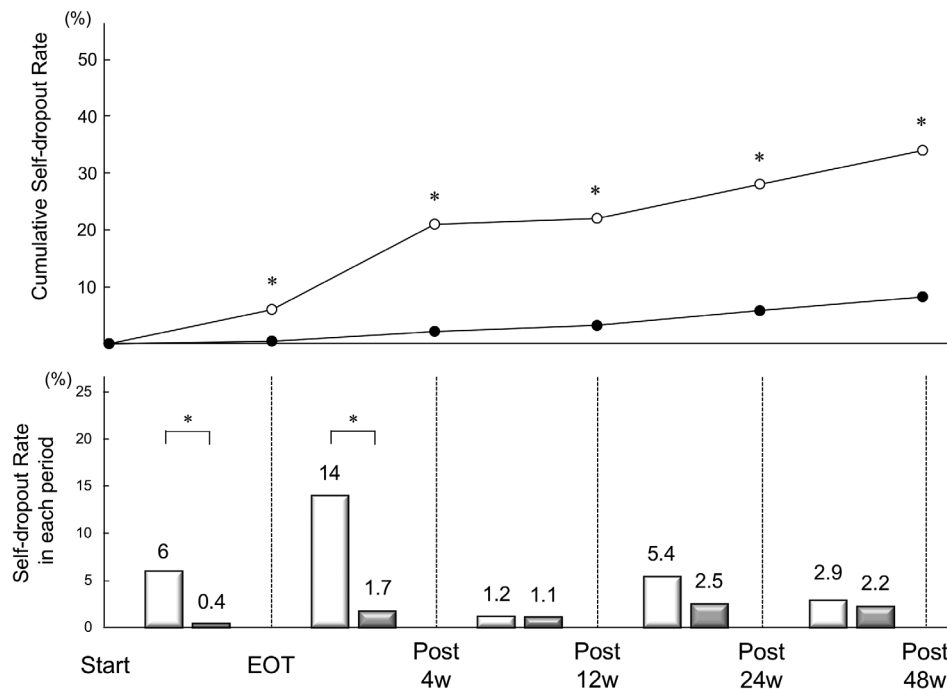 (%)
Cumulative Self-dropout Rate
50
40
30
20
10
*
*
*
*
*
(%)
Self-dropout Rate
in each period
25
20
15
10
5
0
*
*
6
0.4
14
1.7
1.2
1.1
5.4
2.5
2.9
2.2
Start
EOT
Post
4w
Post
12w
Post
24w
Post
48w